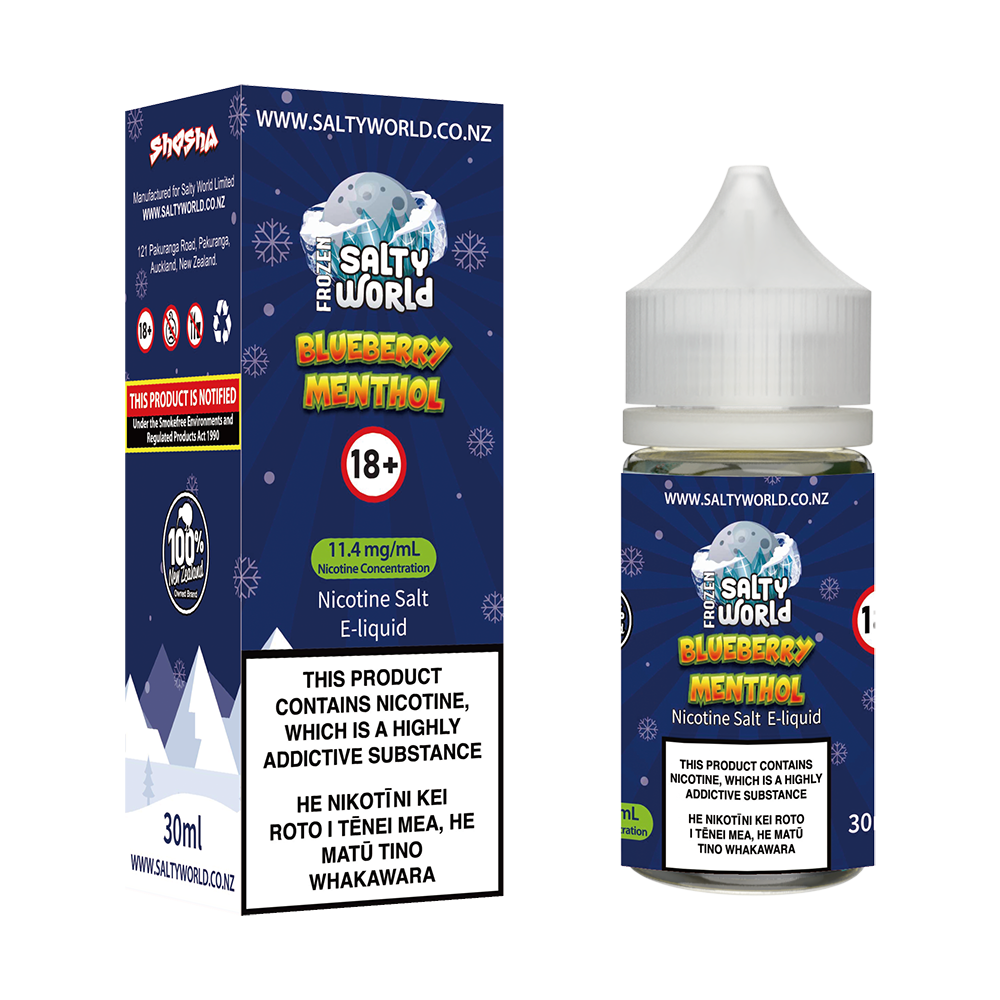 SHOSHA
Manufactured for Salty World Limited
WWW.SALTYWORLD.CO.NZ
121 Pakuranga Road, Pakuranga,
Auckland, New Zealand.
18+
THIS PRODUCT IS NOTIFIED
Under the Smokefree Environments and
Regulated Products Act 1990
100%
New Zealand
Owned Brand
30ml
WWW.SALTYWORLD.CO.NZ
WWW.SALTYWORLD.CO.NZ
FROZEN
SALTY
WORLD
BLUEBERRY
MENTHOL
18+
11.4 mg/mL
Nicotine Concentration
Nicotine Salt
E-liquid
THIS PRODUCT
CONTAINS NICOTINE,
WHICH IS A HIGHLY
ADDICTIVE SUBSTANCE
HE NIKOTĪNI KEI
ROTO I TĒNEI MEA, HE
MATŪ TINO
WHAKAWARA
WWW.SALTYWORLD.CO.NZ
FROZEN
SALTY
WORLD
BLUEBERRY
MENTHOL
Nicotine Salt E-liquid
THIS PRODUCT CONTAINS
NICOTINE, WHICH IS A HIGHLY
ADDICTIVE SUBSTANCE
HE NIKOTĪNI KEI ROTO
I TĒNEI MEA, HE MATŪ
TINO WHAKAWARA
mL
30